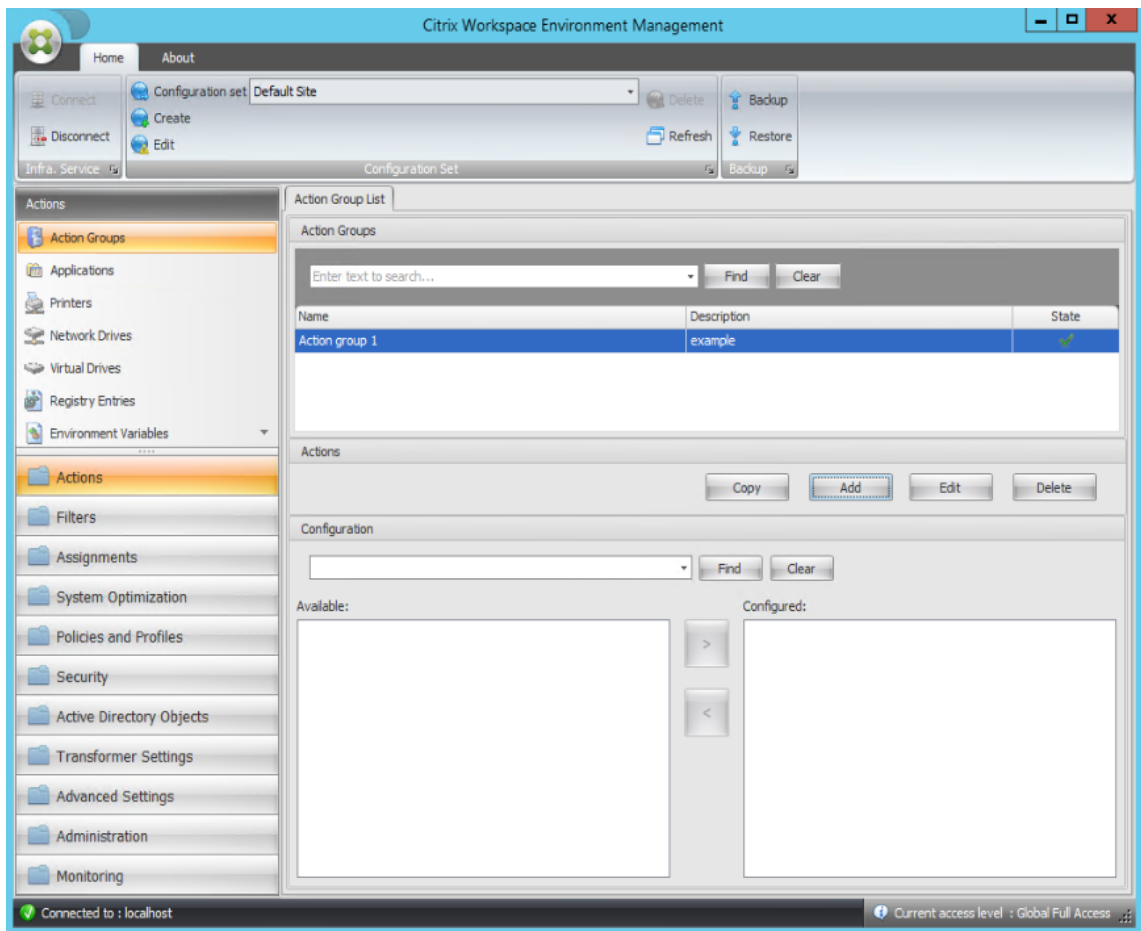 Citrix Workspace Environment Management
Home About
Connect
Disconnect
Infra. Service
Configuration set Default Site
Create
Edit
Delete
Refresh
Configuration Set
Backup
Restore
Backup
Actions
Action Groups
Applications
Printers
Network Drives
Virtual Drives
Registry Entries
Environment Variables
Actions
Filters
Assignments
System Optimization
Policies and Profiles
Security
Active Directory Objects
Transformer Settings
Advanced Settings
Administration
Monitoring
Action Group List
Action Groups
Enter text to search... Find Clear
Name Description State
Action group 1 example
Actions
Copy Add Edit Delete
Configuration
Find Clear
Available: Configured:
>
<
Connected to : localhost Current access level : Global Full Access